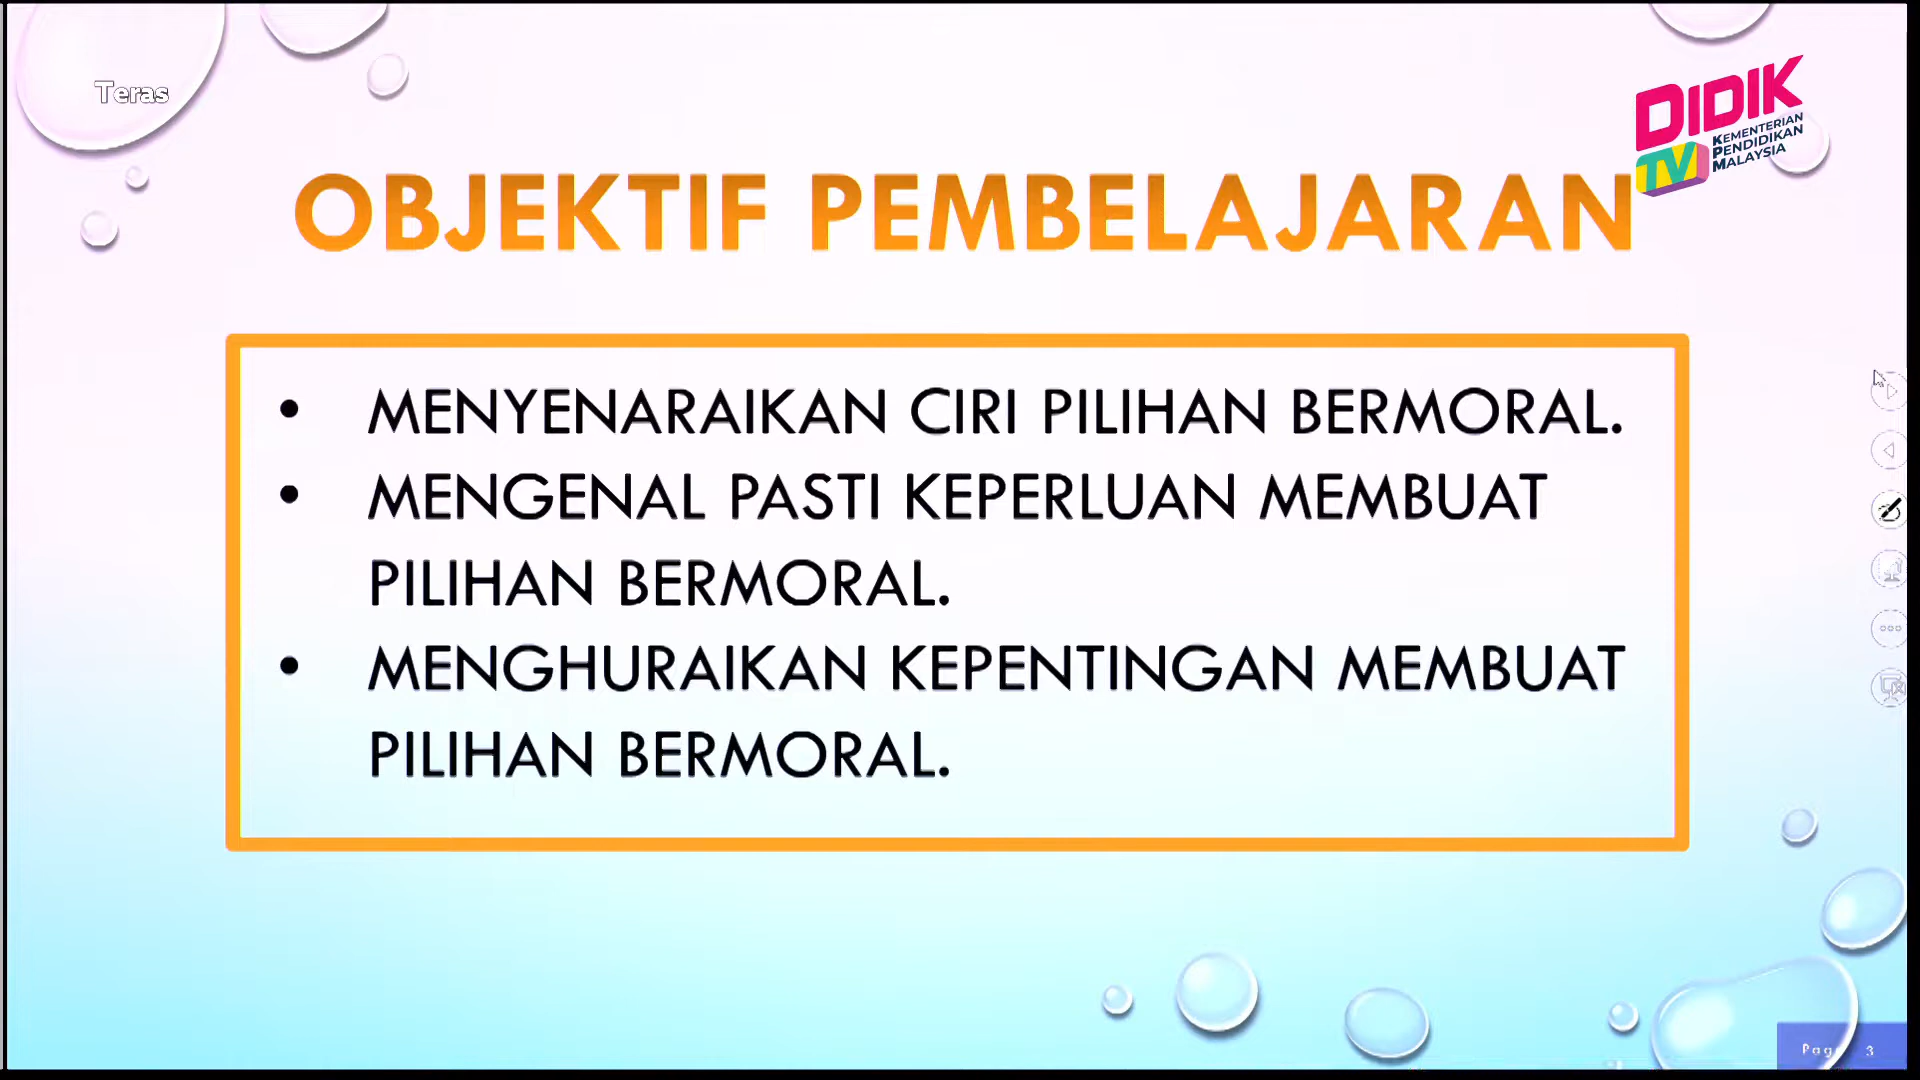 Teras
DIDIK
TV
KEMENTERIAN
PENDIDIKAN
MALAYSIA
OBJEKTIF PEMBELAJARAN
• MENYENARAIKAN CIRI PILIHAN BERMORAL.
• MENGENAL PASTI KEPERLUAN MEMBUAT
PILIHAN BERMORAL.
• MENGHURAIKAN KEPENTINGAN MEMBUAT
PILIHAN BERMORAL.
3